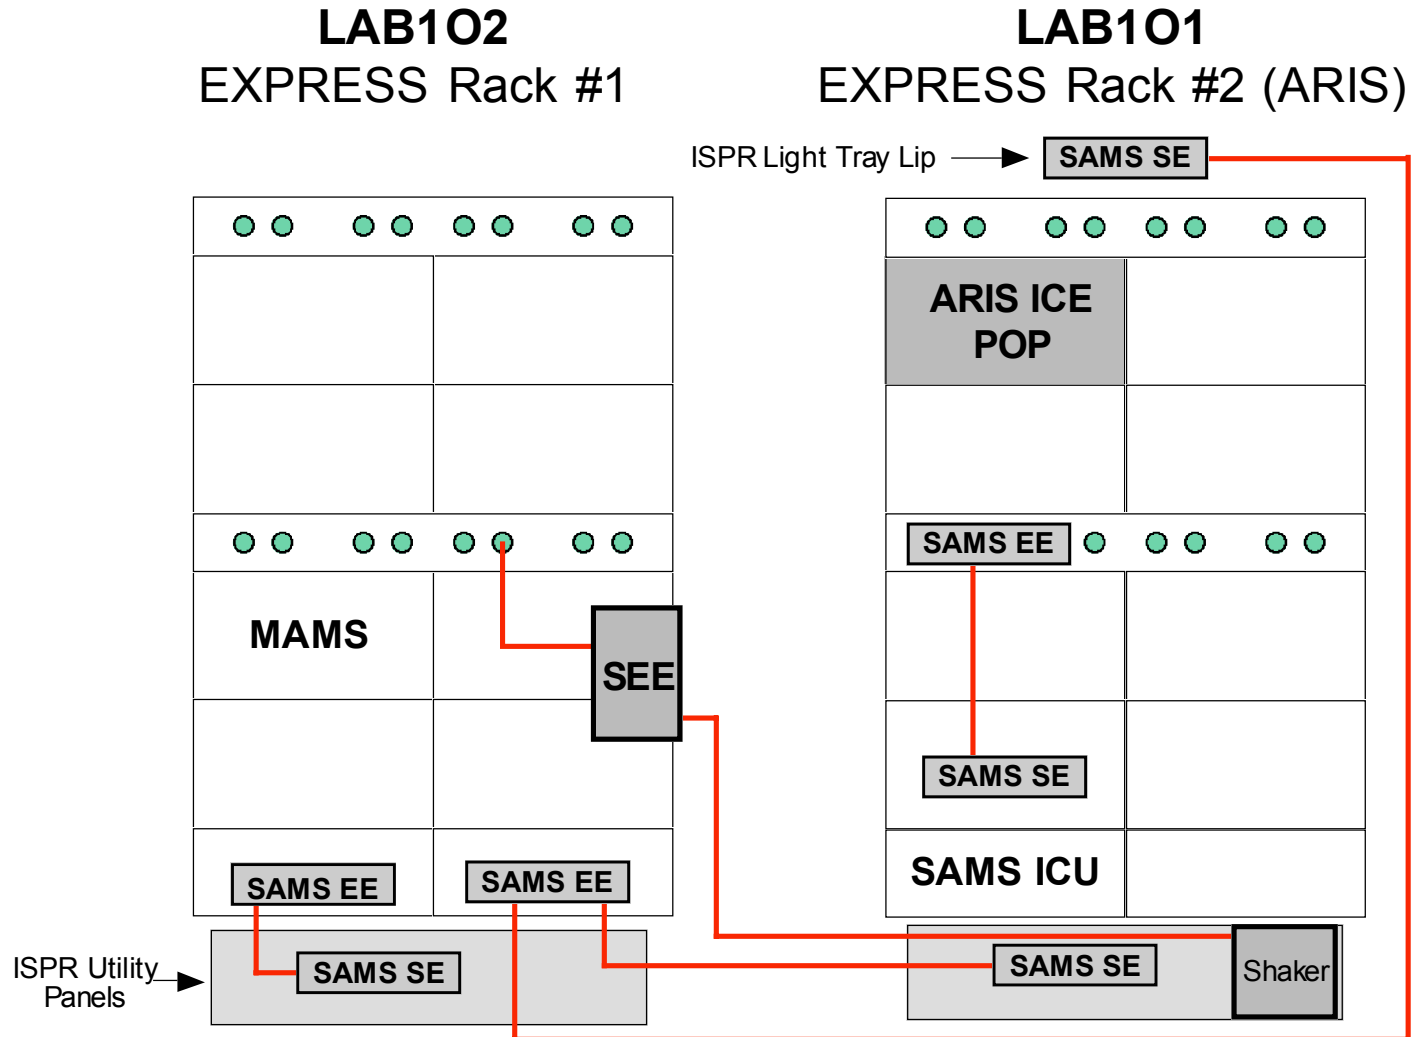 LAB1O2
EXPRESS Rack #1
LAB1O1
EXPRESS Rack #2 (ARIS)
ISPR Light Tray Lip
SAMS SE
ARIS ICE
POP
SAMS EE
MAMS
SEE
SAMS SE
SAMS ICU
SAMS EE
SAMS EE
ISPR Utility
Panels
SAMS SE
SAMS SE
Shaker